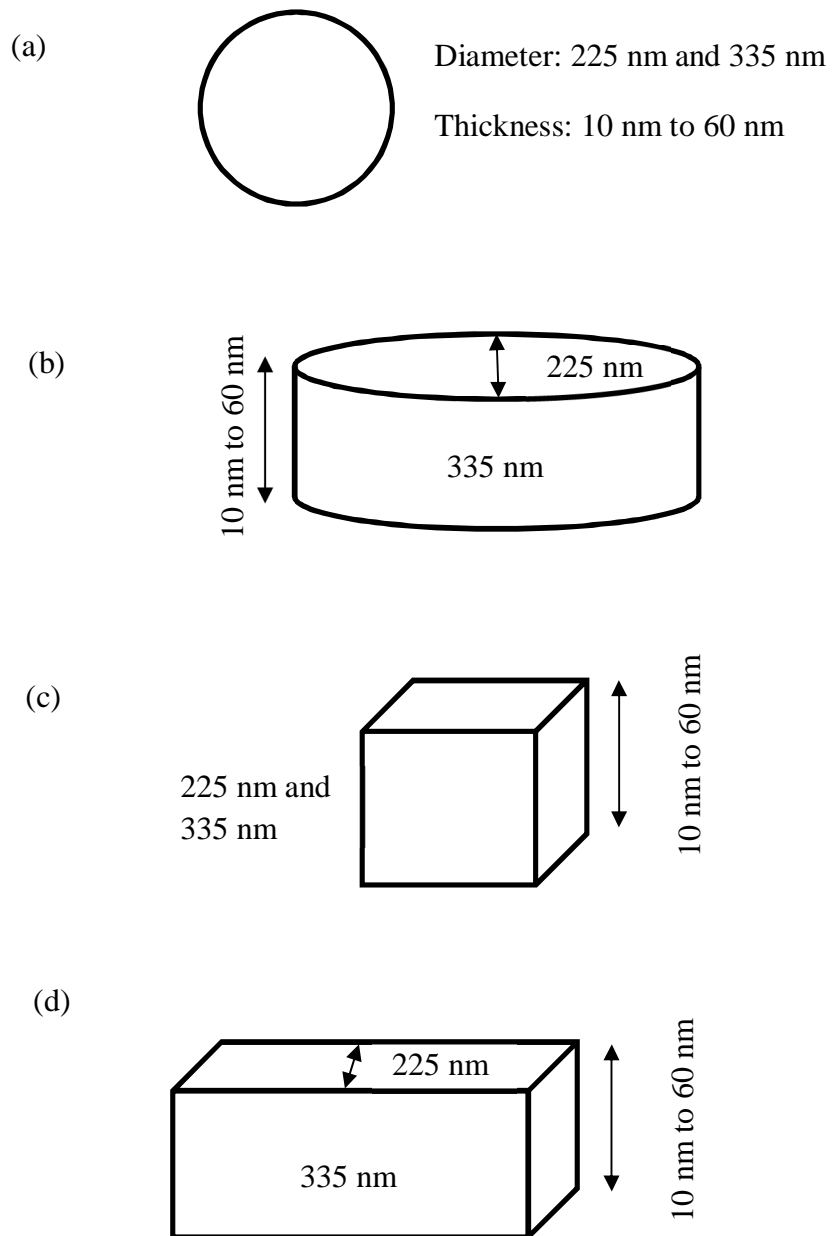 (a)
Diameter: 225 nm and 335 nm
Thickness: 10 nm to 60 nm
(b)
10 nm to 60 nm
225 nm
335 nm
(c)
225 nm and
335 nm
10 nm to 60 nm
(d)
225 nm
335 nm
10 nm to 60 nm